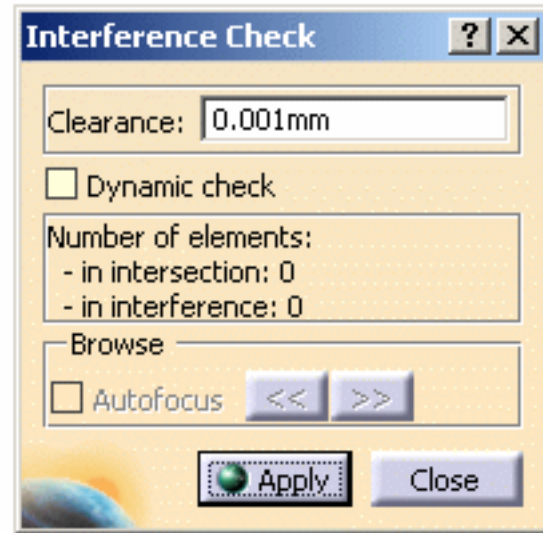 Interference Check
Clearance: 0.001mm
Dynamic check
Number of elements:
- in intersection: 0
- in interference: 0
Browse
Autofocus << >>
Apply Close